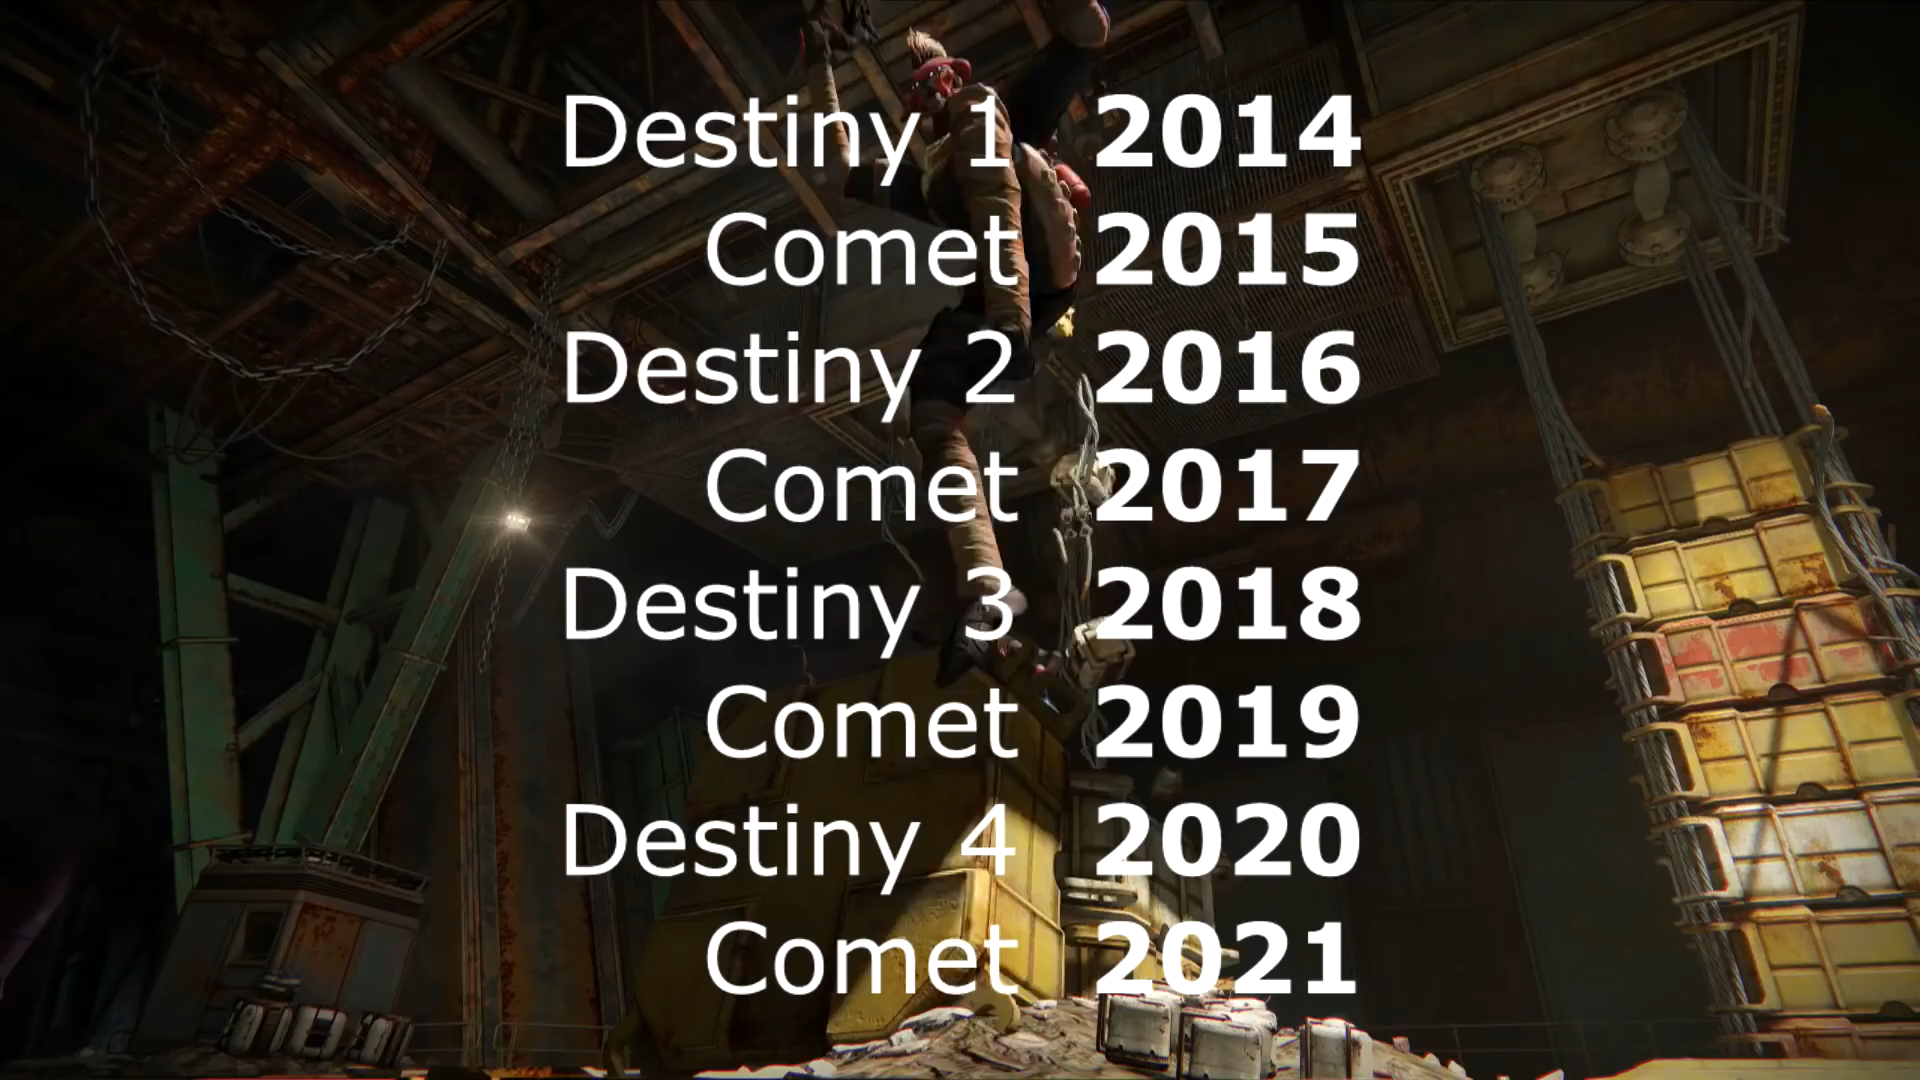 Destiny 1 2014
Comet 2015
Destiny 2 2016
Comet 2017
Destiny 3 2018
Comet 2019
Destiny 4 2020
Comet 2021